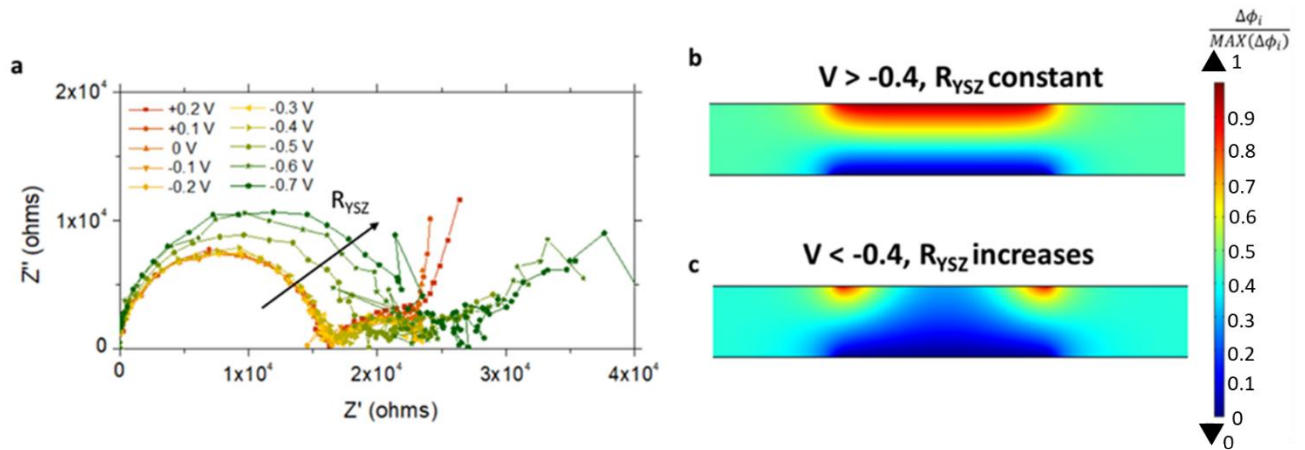 a
2x10⁴
1x10⁴
0
Z'' (ohms)
+0.2 V
+0.1 V
0 V
-0.1 V
-0.2 V
-0.3 V
-0.4 V
-0.5 V
-0.6 V
-0.7 V
R_YSZ
0
1x10⁴
2x10⁴
3x10⁴
4x10⁴
Z' (ohms)
b
V > -0.4, R_YSZ constant
c
V < -0.4, R_YSZ increases
Δϕᵢ
MAX(Δϕᵢ)
1
0.9
0.8
0.7
0.6
0.5
0.4
0.3
0.2
0.1
0
0